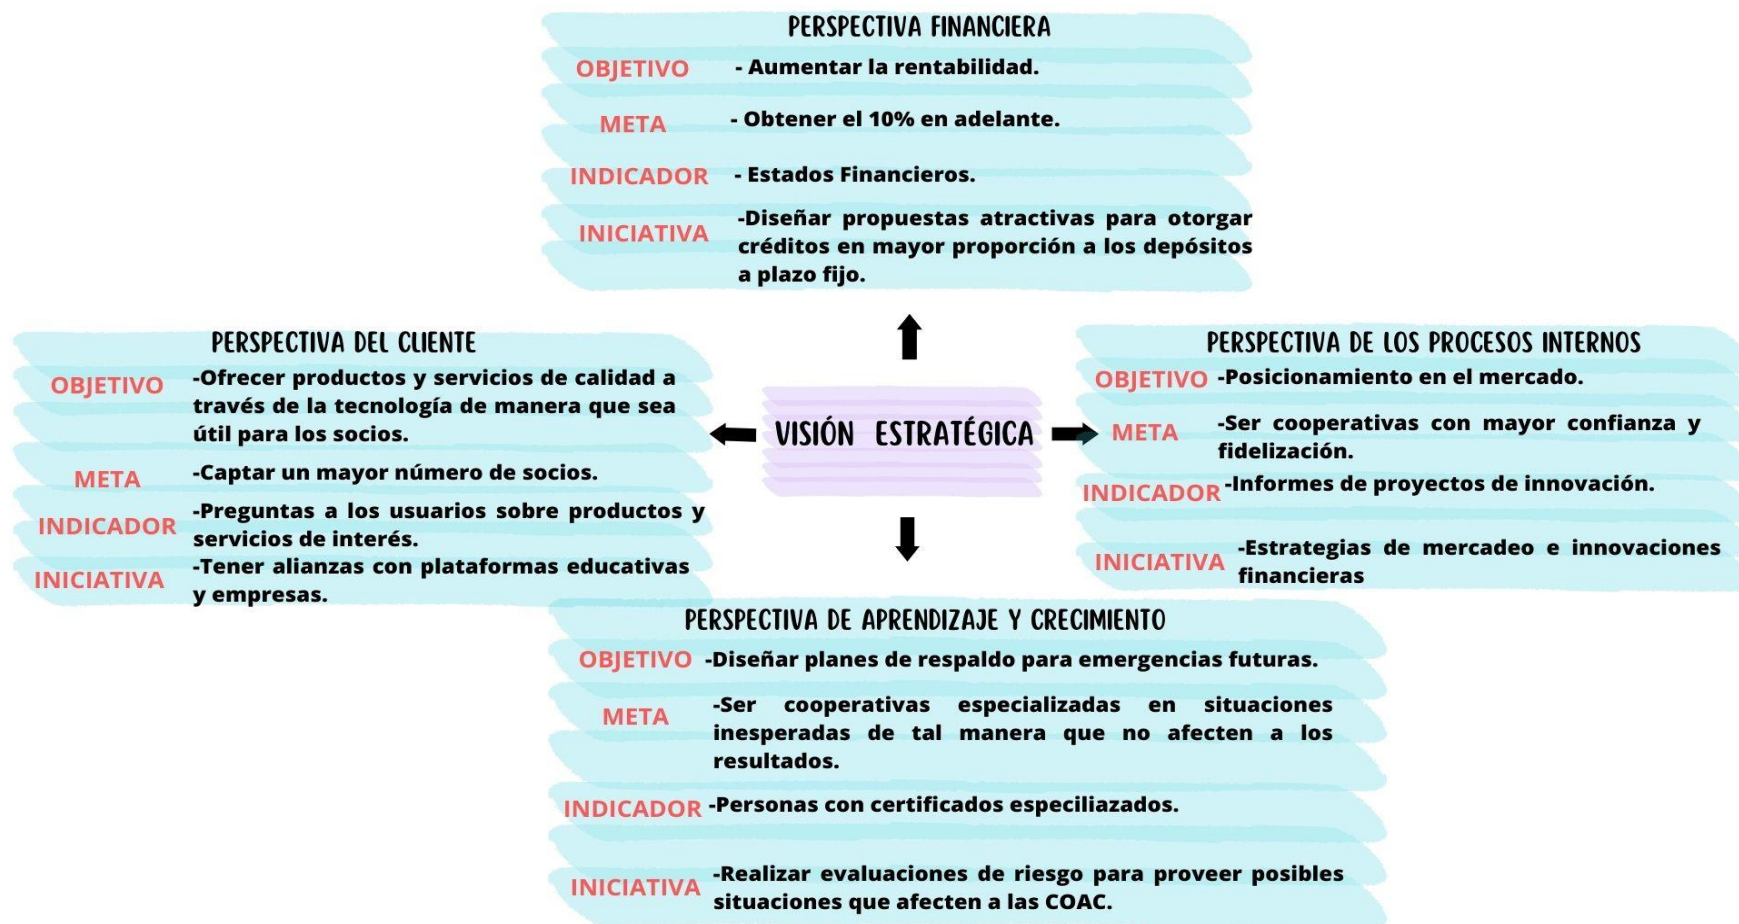 PERSPECTIVA FINANCIERA
OBJETIVO - Aumentar la rentabilidad.
META - Obtener el 10% en adelante.
INDICADOR - Estados Financieros.
INICIATIVA -Diseñar propuestas atractivas para otorgar
créditos en mayor proporción a los depósitos
a plazo fijo.
PERSPECTIVA DEL CLIENTE
OBJETIVO -Ofrecer productos y servicios de calidad a
través de la tecnología de manera que sea
útil para los socios.
META -Captar un mayor número de socios.
INDICADOR -Preguntas a los usuarios sobre productos y
servicios de interés.
INICIATIVA -Tener alianzas con plataformas educativas
y empresas.
VISIÓN ESTRATÉGICA
PERSPECTIVA DE LOS PROCESOS INTERNOS
OBJETIVO -Posicionamiento en el mercado.
META -Ser cooperativas con mayor confianza y
fidelización.
INDICADOR -Informes de proyectos de innovación.
INICIATIVA -Estrategias de mercadeo e innovaciones
financieras
PERSPECTIVA DE APRENDIZAJE Y CRECIMIENTO
OBJETIVO -Diseñar planes de respaldo para emergencias futuras.
META -Ser cooperativas especializadas en situaciones
inesperadas de tal manera que no afecten a los
resultados.
INDICADOR -Personas con certificados especiliazados.
INICIATIVA -Realizar evaluaciones de riesgo para proveer posibles
situaciones que afecten a las COAC.